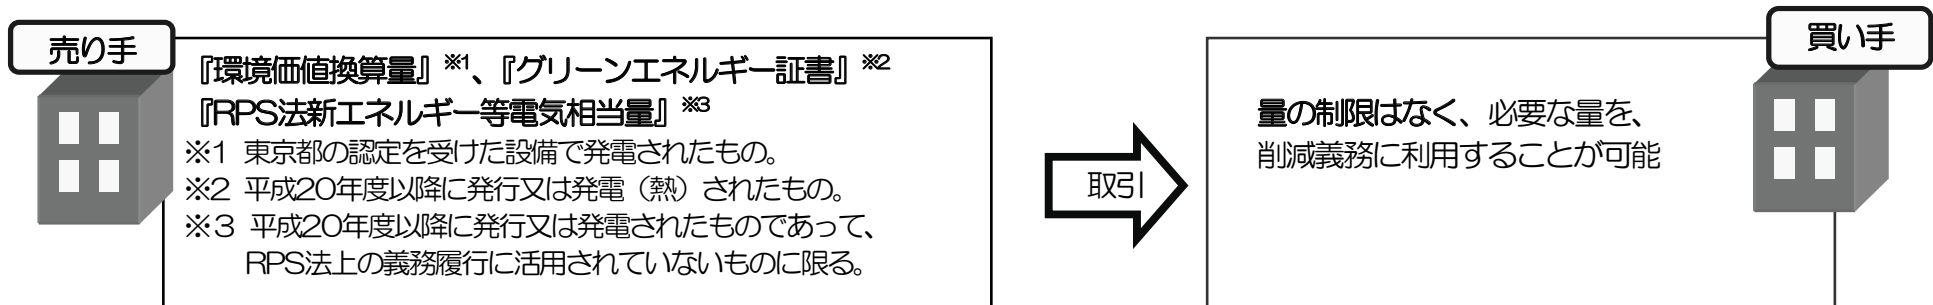 売り手
『環境価値換算量』※1、『グリーンエネルギー証書』※2
『RPS法新エネルギー等電気相当量』※3
※1 東京都の認定を受けた設備で発電されたもの。
※2 平成20年度以降に発行又は発電（熱）されたもの。
※3 平成20年度以降に発行又は発電されたものであって、
RPS法上の義務履行に活用されていないものに限る。
取引
買い手
量の制限はなく、必要な量を、
削減義務に利用することが可能